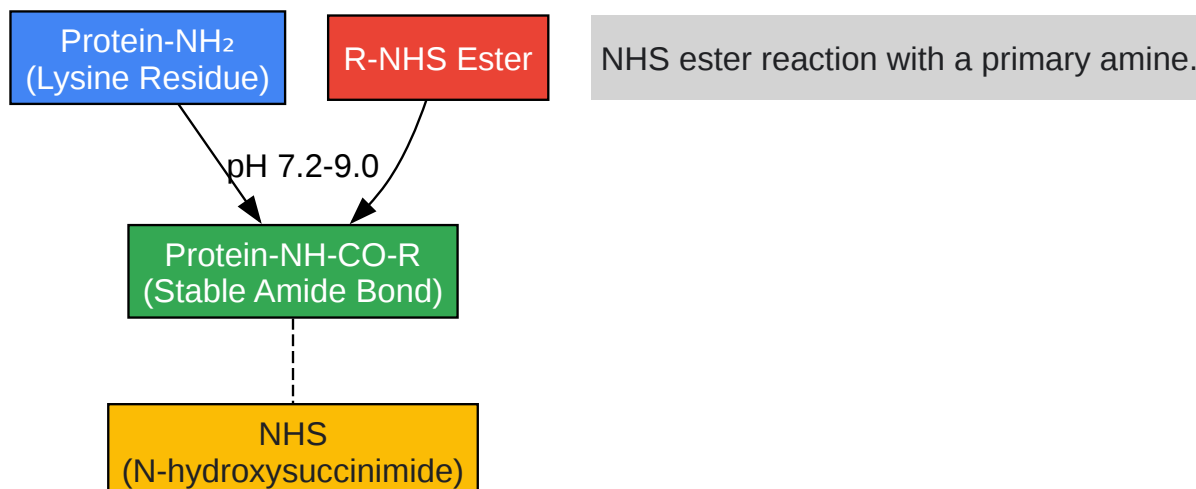 Protein-NH₂
(Lysine Residue)
R-NHS Ester
NHS ester reaction with a primary amine.
pH 7.2-9.0
Protein-NH-CO-R
(Stable Amide Bond)
NHS
(N-hydroxysuccinimide)